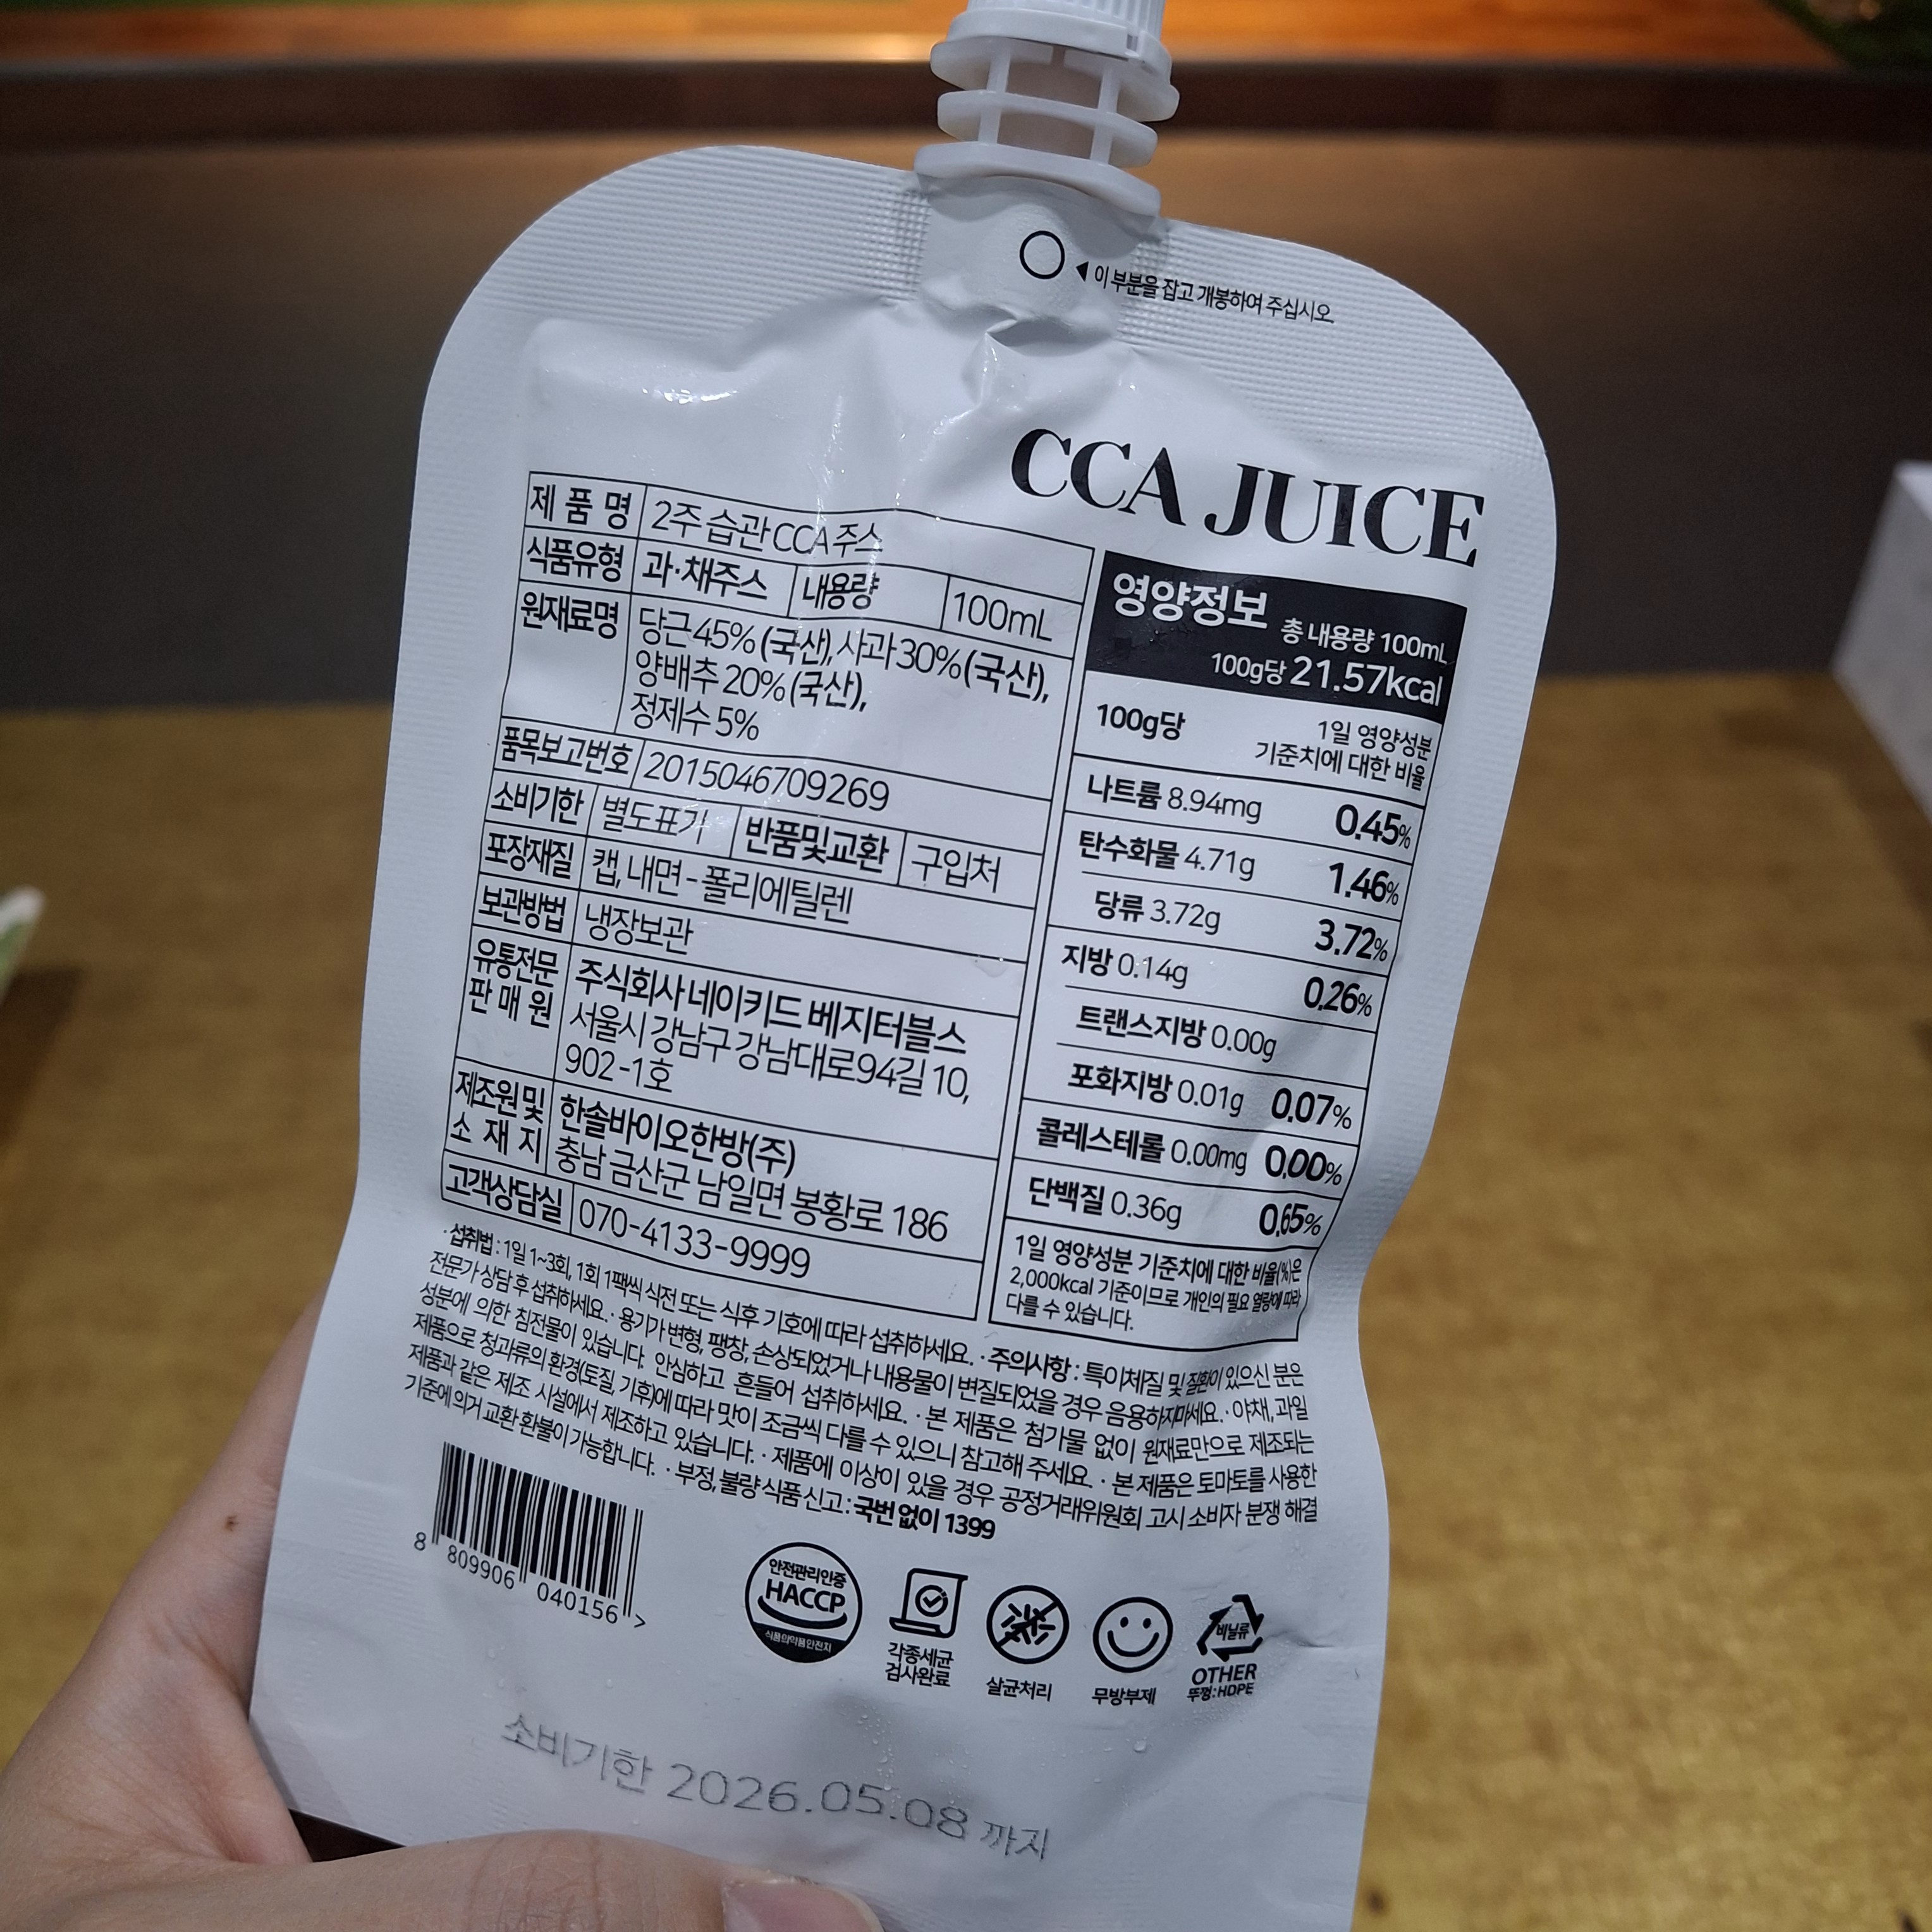 ◀ 이 부분을 잡고 개봉하여 주십시오.
CCA JUICE
제 품 명 2주 습관 CCA 주스
식품유형 과·채주스 내용량 100mL
원재료명 당근 45% (국산), 사과 30% (국산),
양배추 20% (국산),
정제수 5%
품목보고번호 2015046709269
소비기한 별도표기 반품및교환 구입처
포장재질 캡, 내면 - 폴리에틸렌
보관방법 냉장보관
유통전문 주식회사 네이키드 베지터블스
판 매 원 서울시 강남구 강남대로94길 10,
902-1호
제조원 및 한솔바이오한방(주)
소 재 지 충남 금산군 남일면 봉황로 186
고객상담실 070-4133-9999
영양정보 총 내용량 100mL
100g당 21.57kcal
100g당 1일 영양성분
기준치에 대한 비율
나트륨 8.94mg 0.45%
탄수화물 4.71g 1.46%
당류 3.72g 3.72%
지방 0.14g 0.26%
트랜스지방 0.00g
포화지방 0.01g 0.07%
콜레스테롤 0.00mg 0.00%
단백질 0.36g 0.65%
1일 영양성분 기준치에 대한 비율(%)은
2,000kcal 기준이므로 개인의 필요 열량에 따라
다를 수 있습니다.
· 섭취법 : 1일 1~3회, 1회 1팩씩 식전 또는 식후 기호에 따라 섭취하세요. · 주의사항 : 특이체질 및 질환이 있으신 분은
전문가 상담 후 섭취하세요. · 용기가 변형, 팽창, 손상되었거나 내용물이 변질되었을 경우 음용하지마세요. · 야채, 과일
성분에 의한 침전물이 있습니다. 안심하고 흔들어 섭취하세요. · 본 제품은 첨가물 없이 원재료만으로 제조되는
제품으로 청과류의 환경(토질, 기후)에 따라 맛이 조금씩 다를 수 있으니 참고해 주세요. · 본 제품은 토마토를 사용한
제품과 같은 제조 시설에서 제조하고 있습니다. · 제품에 이상이 있을 경우 공정거래위원회 고시 소비자 분쟁 해결
기준에 의거 교환 환불이 가능합니다. · 부정, 불량 식품 신고 : 국번 없이 1399
8 809906 040156 >
안전관리인증
HACCP
식품의약품안전처
각종세균
검사완료
살균처리
무방부제
비닐류
OTHER
뚜껑:HDPE
소비기한 2026.05.08 까지